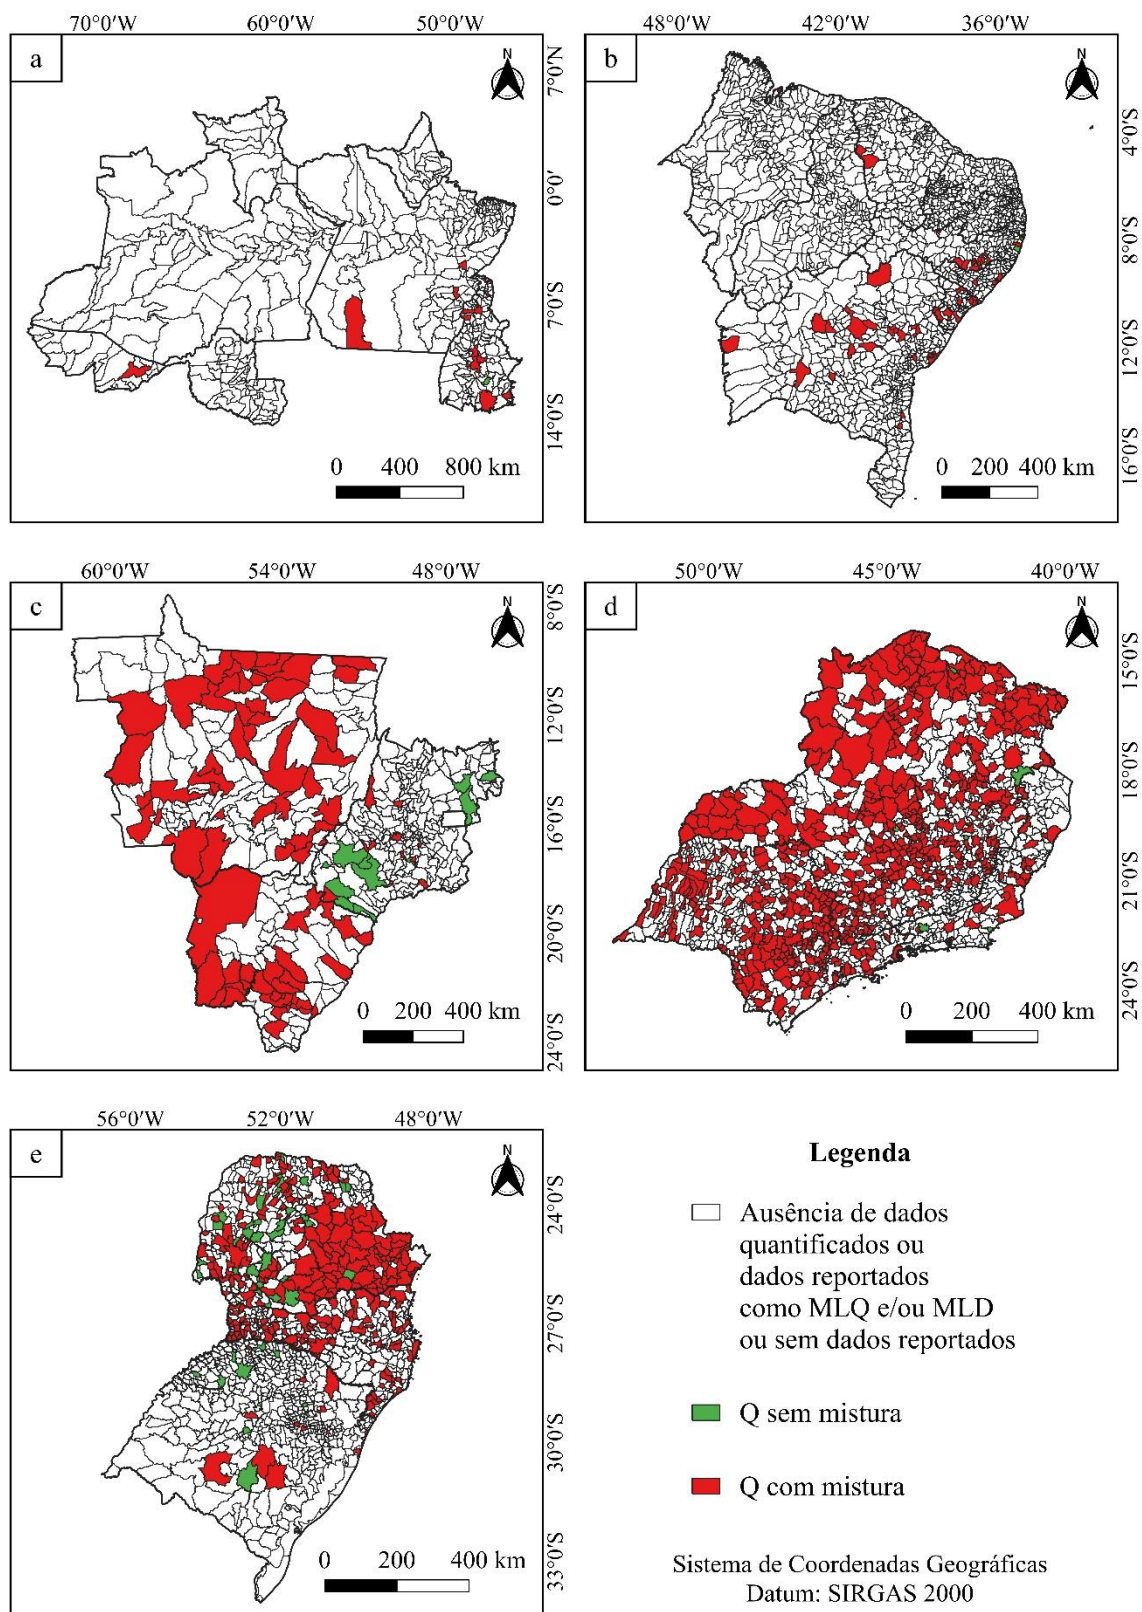 70°0′W 60°0′W 50°0′W
a
N
7°0′N
0°0′
7°0′S
14°0′S
0 400 800 km
48°0′W 42°0′W 36°0′W
b
N
4°0′S
8°0′S
12°0′S
16°0′S
0 200 400 km
60°0′W 54°0′W 48°0′W
c
N
8°0′S
12°0′S
16°0′S
20°0′S
24°0′S
0 200 400 km
50°0′W 45°0′W 40°0′W
d
N
15°0′S
18°0′S
21°0′S
24°0′S
0 200 400 km
56°0′W 52°0′W 48°0′W
e
N
24°0′S
27°0′S
30°0′S
33°0′S
0 200 400 km
Legenda
Ausência de dados
quantificados ou
dados reportados
como MLQ e/ou MLD
ou sem dados reportados
Q sem mistura
Q com mistura
Sistema de Coordenadas Geográficas
Datum: SIRGAS 2000